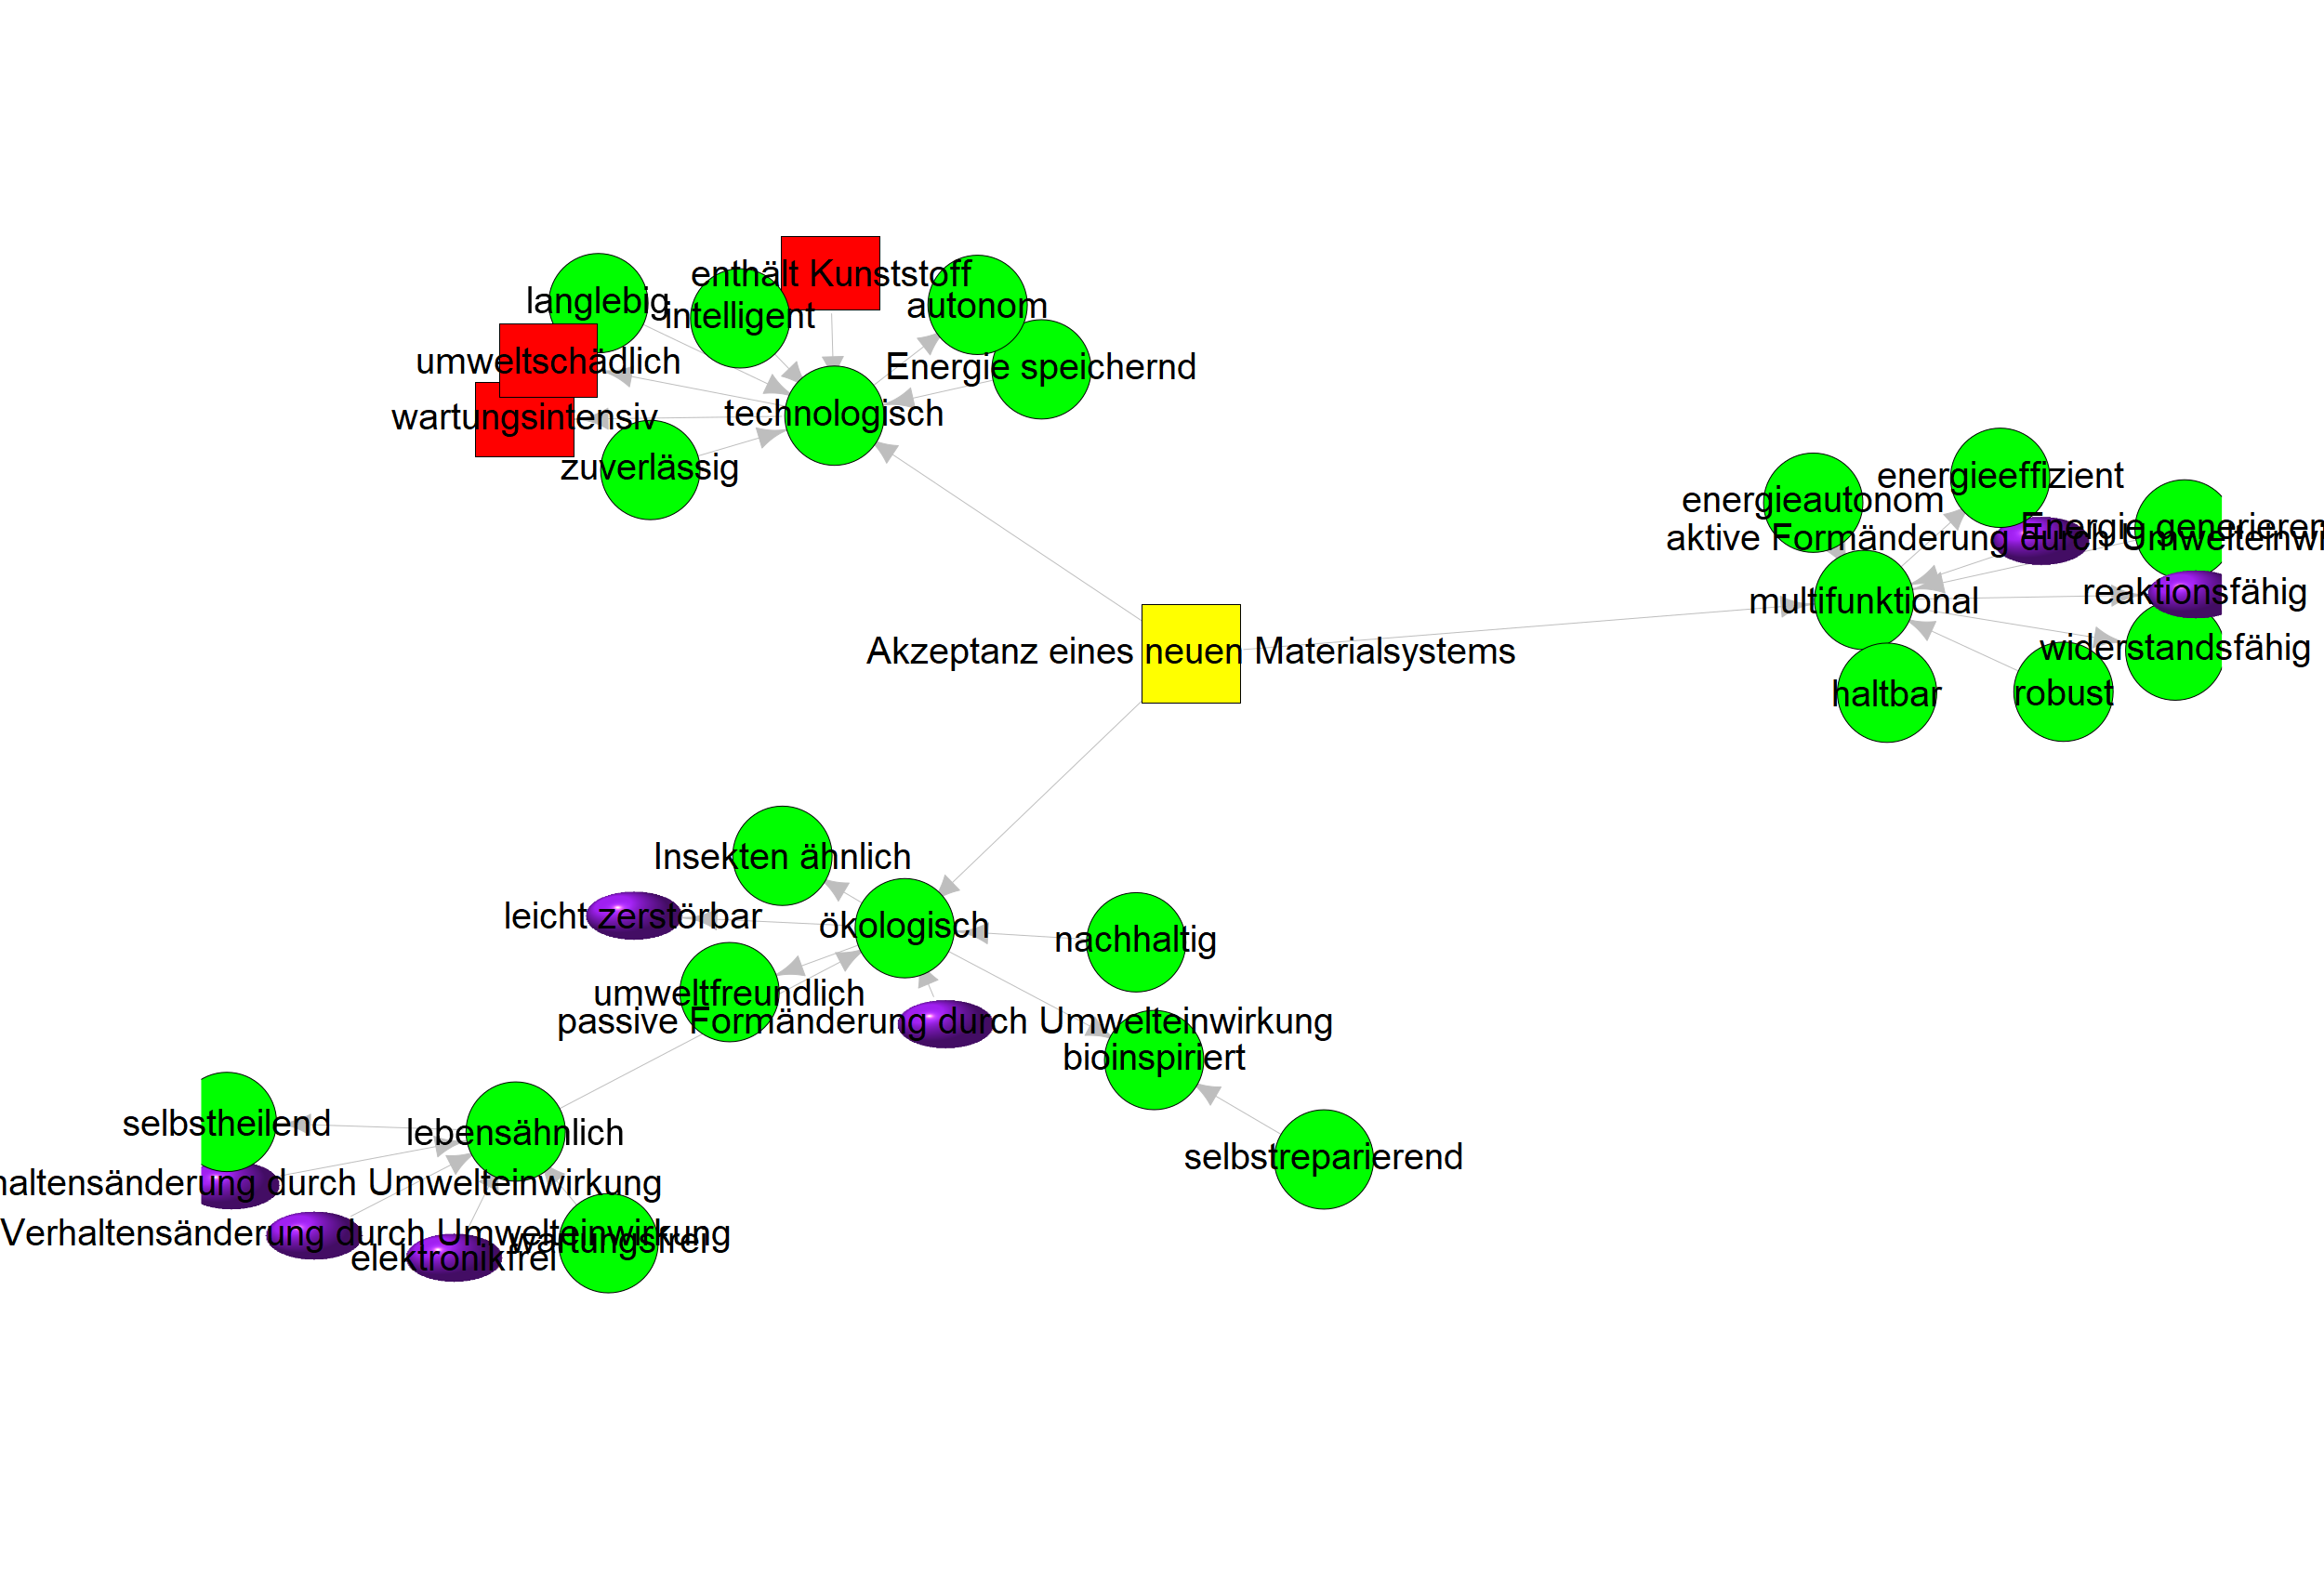 enthält Kunststoff
langlebig
intelligent
autonom
umweltschädlich
Energie speichernd
wartungsintensiv
technologisch
zuverlässig
energieeffizient
energieautonom
Energie generieren
aktive Formänderung durch Umwelteinwi
reaktionsfähig
multifunktional
widerstandsfähig
Akzeptanz eines neuen Materialsystems
haltbar
robust
Insekten ähnlich
leicht zerstörbar
ökologisch
nachhaltig
umweltfreundlich
passive Formänderung durch Umwelteinwirkung
bioinspiriert
selbstheilend
lebensähnlich
selbstreparierend
haltensänderung durch Umwelteinwirkung
Verhaltensänderung durch Umwelteinwirkung
wartungsfrei
elektronikfrei